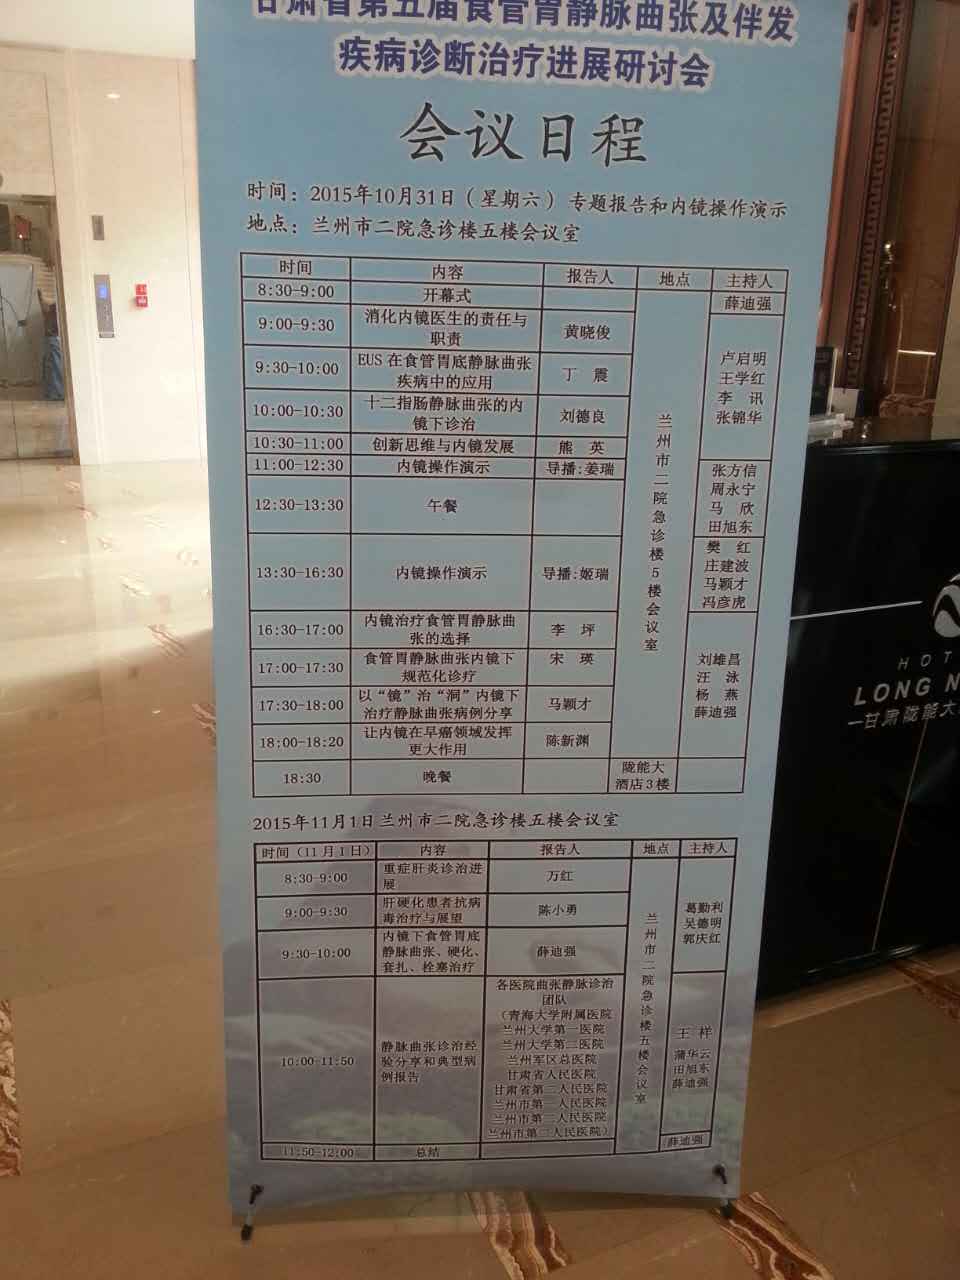 甘肃省第五届食管胃静脉曲张及伴发
疾病诊断治疗进展研讨会
会议日程
时间：2015年10月31日（星期六）专题报告和内镜操作演示
地点：兰州市二院急诊楼五楼会议室
时间 内容 报告人 地点 主持人
8:30-9:00 开幕式 薛迪强
9:00-9:30 消化内镜医生的责任与
职责 黄晓俊
9:30-10:00 EUS在食管胃底静脉曲张
疾病中的应用 丁 震
10:00-10:30 十二指肠静脉曲张的内
镜下诊治 刘德良
10:30-11:00 创新思维与内镜发展 熊 英
卢启明
王学红
李 讯
张锦华
11:00-12:30 内镜操作演示 导播:姜瑞
12:30-13:30 午餐
张方信
周永宁
马 欣
田旭东
13:30-16:30 内镜操作演示 导播:姬瑞
樊 红
庄建波
马颖才
冯彦虎
16:30-17:00 内镜治疗食管胃静脉曲
张的选择 李 坪
17:00-17:30 食管胃静脉曲张内镜下
规范化诊疗 宋 瑛
17:30-18:00 以“镜”治“洞”内镜下
治疗静脉曲张病例分享 马颖才
18:00-18:20 让内镜在早癌领域发挥
更大作用 陈新渊
刘雄昌
汪 泳
杨 燕
薛迪强
兰州市二院急诊楼5楼会议室
18:30 晚餐 陇能大
酒店3楼
2015年11月1日兰州市二院急诊楼五楼会议室
时间（11月1日） 内容 报告人 地点 主持人
8:30-9:00 重症肝炎诊治进
展 万红
9:00-9:30 肝硬化患者抗病
毒治疗与展望 陈小勇
9:30-10:00 内镜下食管胃底
静脉曲张、硬化、
套扎、栓塞治疗 薛迪强
葛勤利
吴德明
郭庆红
10:00-11:50 静脉曲张诊治经
验分享和典型病
例报告
各医院曲张静脉诊治
团队
（青海大学附属医院
兰州大学第一医院
兰州大学第二医院
兰州军区总医院
甘肃省人民医院
甘肃省第二人民医院
兰州市第一人民医院
兰州市第二人民医院
兰州市第二人民医院）
王 祥
蒲华云
田旭东
薛迪强
兰州市二院急诊楼五楼会议室
11:50-12:00 总结 薛迪强
HOT
LONG N
甘肃陇能大